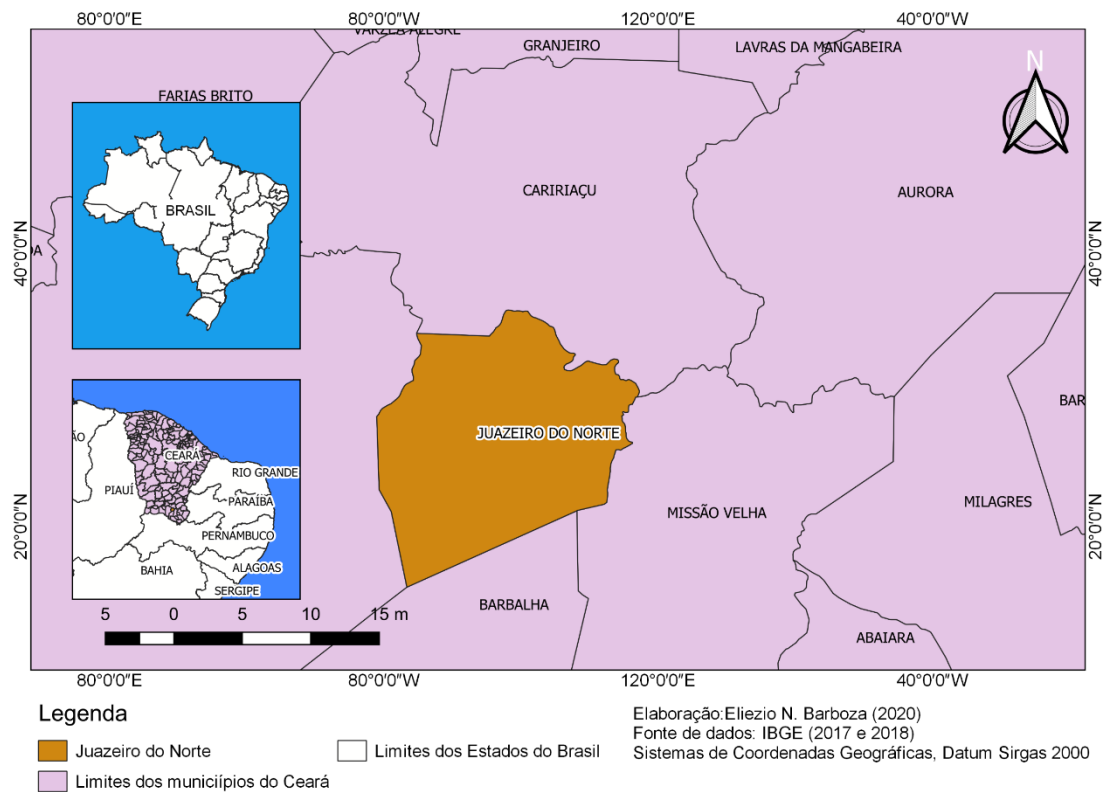 80°0'0"E 80°0'0"W 120°0'0"W 40°0'0"W
VÁRZEA ALEGRE
GRANJEIRO
LAVRAS DA MANGABEIRA
N
FARIAS BRITO
CARIRIAÇU
AURORA
BRASIL
40°0'0"N
40°0'0"N
DA
BAR
JUAZEIRO DO NORTE
CEARÁ
RIO GRANDE
ÃO
PIAUÍ
PARAÍBA
PERNAMBUCO
BAHIA
ALAGOAS
SERGIPE
20°0'0"N
20°0'0"N
MISSÃO VELHA
MILAGRES
BARBALHA
ABAIARA
5 0 5 10 15 m
80°0'0"E 80°0'0"W 120°0'0"W 40°0'0"W
Legenda
Juazeiro do Norte
Limites dos Estados do Brasil
Limites dos municiípios do Ceará
Elaboração:Eliezio N. Barboza (2020)
Fonte de dados: IBGE (2017 e 2018)
Sistemas de Coordenadas Geográficas, Datum Sirgas 2000